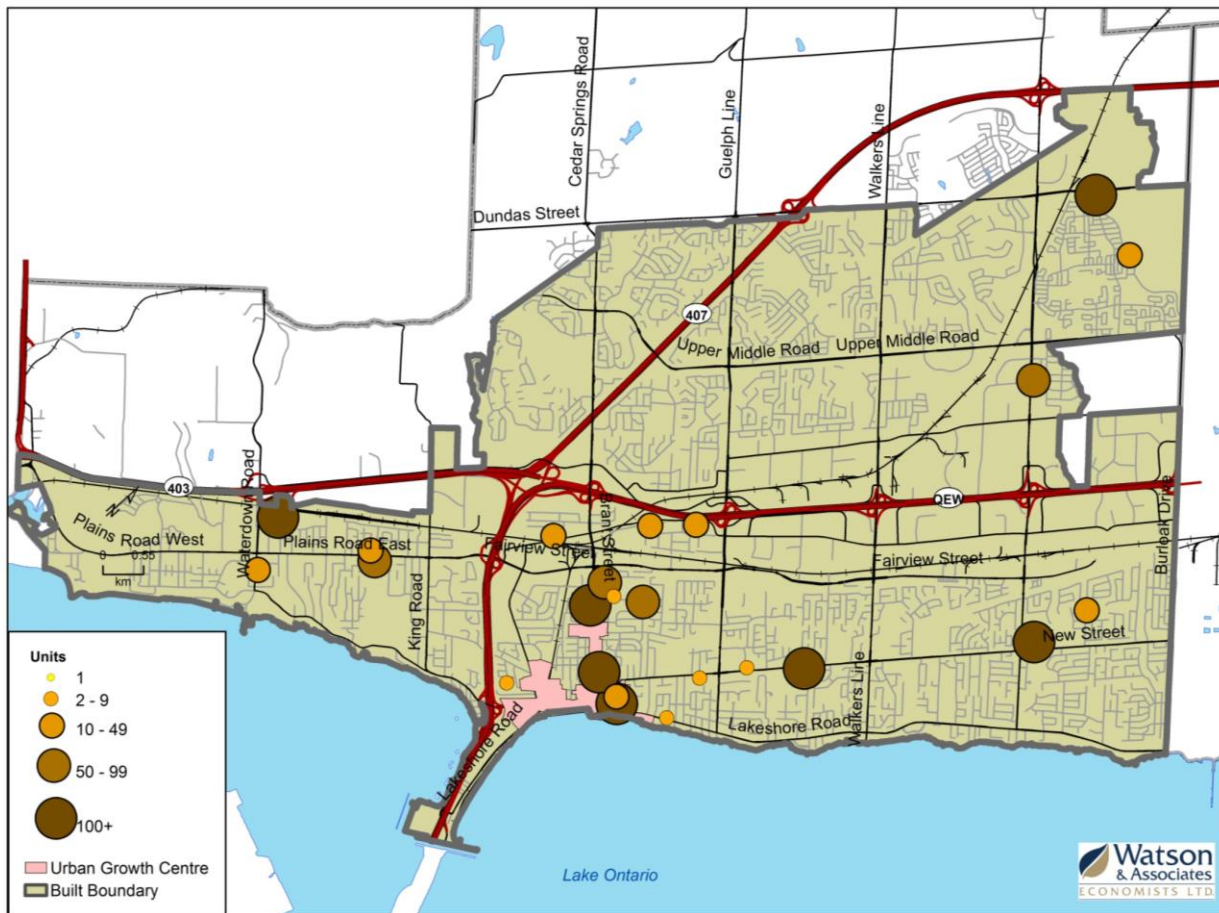 Cedar Springs Road
Guelph Line
Walkers Line
Dundas Street
407
Upper Middle Road
Upper Middle Road
403
Waterdown Road
Brant Street
QEW
Burloak Drive
Plains Road West
N
Plains Road East
Fairview Street
Fairview Street
0 0.55
km
King Road
New Street
Lakeshore Road
Lakeshore Road
Walkers Line
Units
1
2 - 9
10 - 49
50 - 99
100+
Urban Growth Centre
Built Boundary
Lake Ontario
Watson
& Associates
ECONOMISTS LTD.